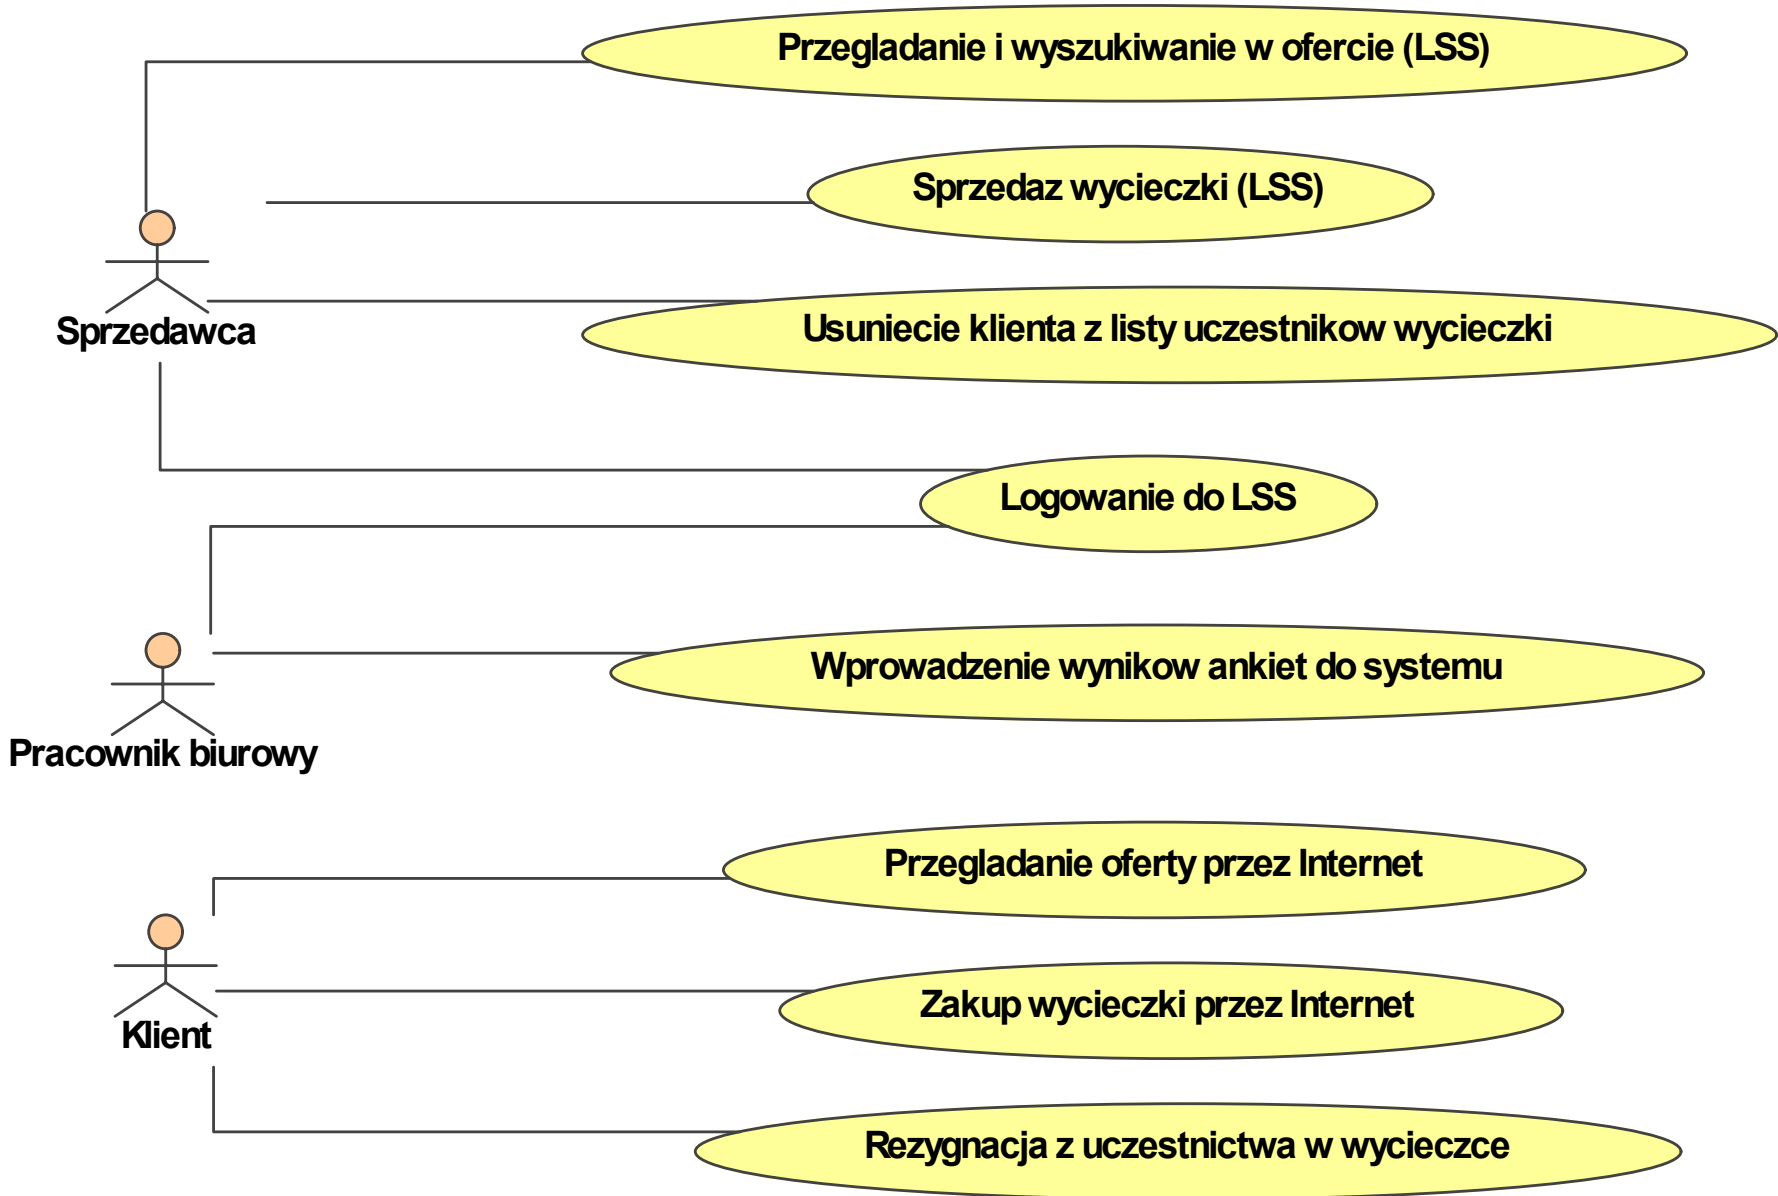 Przegladanie i wyszukiwanie w ofercie (LSS)
Sprzedaz wycieczki (LSS)
Sprzedawca
Usuniecie klienta z listy uczestnikow wycieczki
Logowanie do LSS
Wprowadzenie wynikow ankiet do systemu
Pracownik biurowy
Przegladanie oferty przez Internet
Zakup wycieczki przez Internet
Klient
Rezygnacja z uczestnictwa w wycieczce